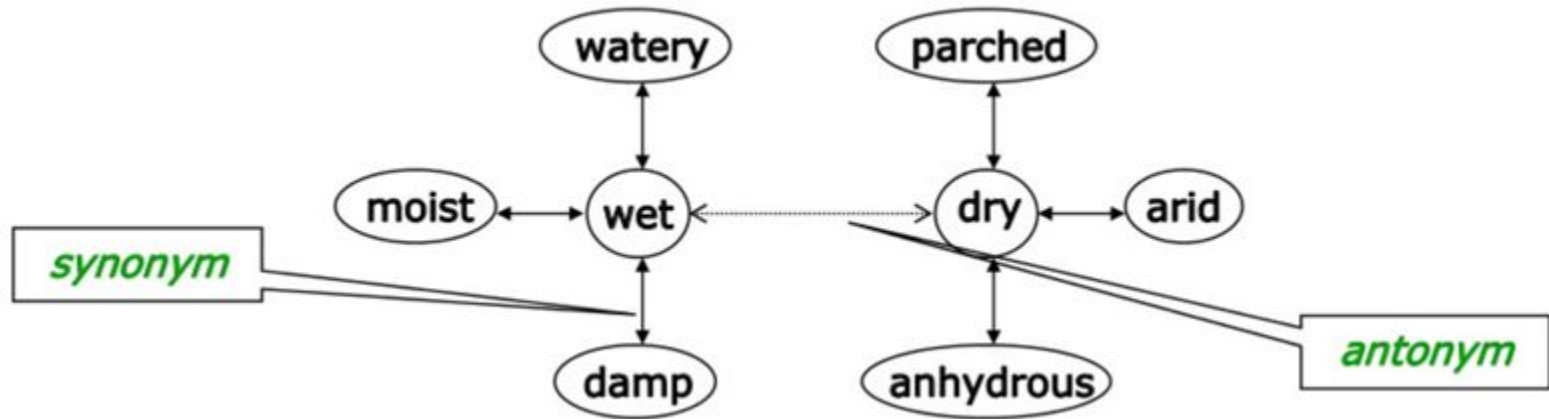 watery parched
moist wet dry arid
synonym
antonym
damp anhydrous